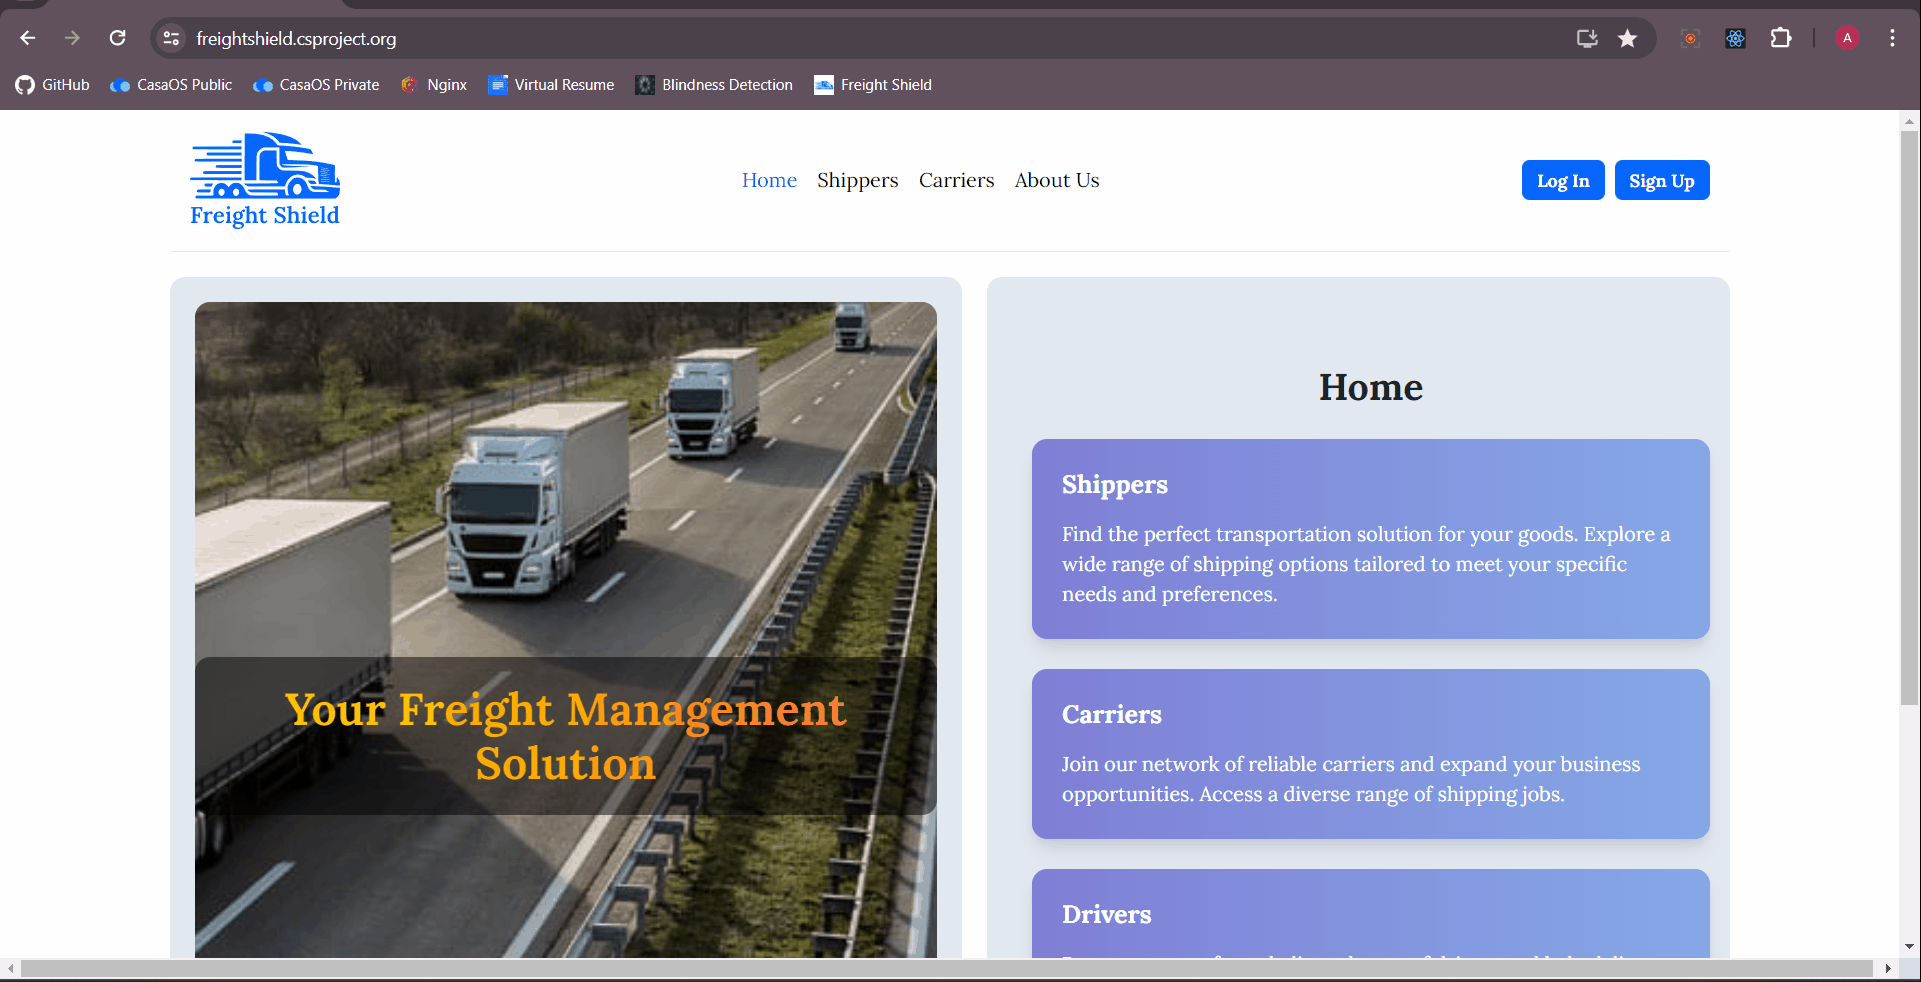 freightshield.csproject.org
A
GitHub CasaOS Public CasaOS Private Nginx Virtual Resume Blindness Detection Freight Shield
Freight Shield
Home Shippers Carriers About Us
Log In Sign Up
Your Freight Management
Solution
Home
Shippers
Find the perfect transportation solution for your goods. Explore a
wide range of shipping options tailored to meet your specific
needs and preferences.
Carriers
Join our network of reliable carriers and expand your business
opportunities. Access a diverse range of shipping jobs.
Drivers